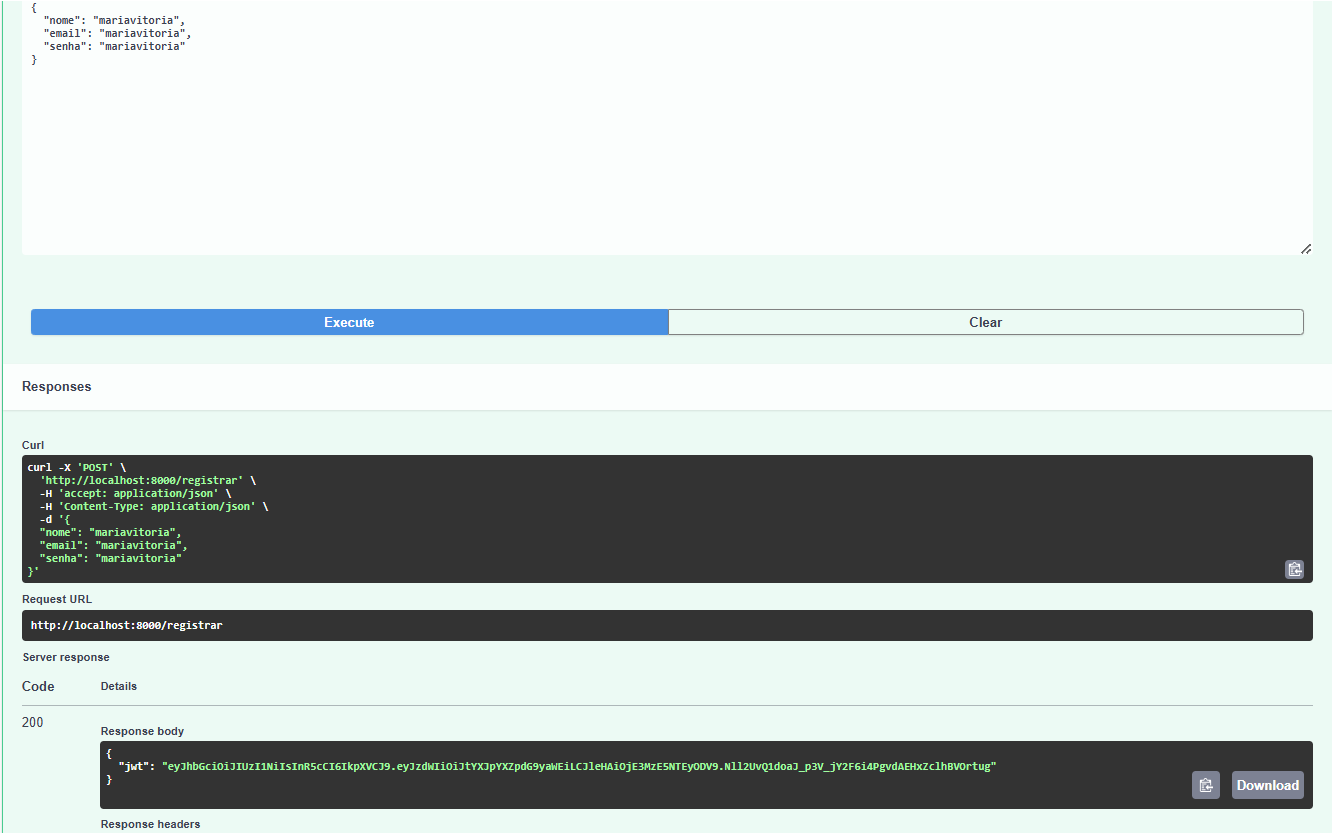 {
"nome": "mariavitoria",
"email": "mariavitoria",
"senha": "mariavitoria"
}
Execute
Clear
Responses
Curl
curl -X 'POST' \
'http://localhost:8000/registrar' \
-H 'accept: application/json' \
-H 'Content-Type: application/json' \
-d '{
"nome": "mariavitoria",
"email": "mariavitoria",
"senha": "mariavitoria"
}'
Request URL
http://localhost:8000/registrar
Server response
Code
Details
200
Response body
{
"jwt": "eyJhbGciOiJIUzI1NiIsInR5cCI6IkpXVCJ9.eyJzdWIiOiJtYXJpYXZpdG9yaWEiLCJleHAiOjE3MzE5NTEyODV9.Nll2UvQ1doaJ_p3V_jY2F6i4PgvdAEHxZclhBVOrtug"
}
Download
Response headers